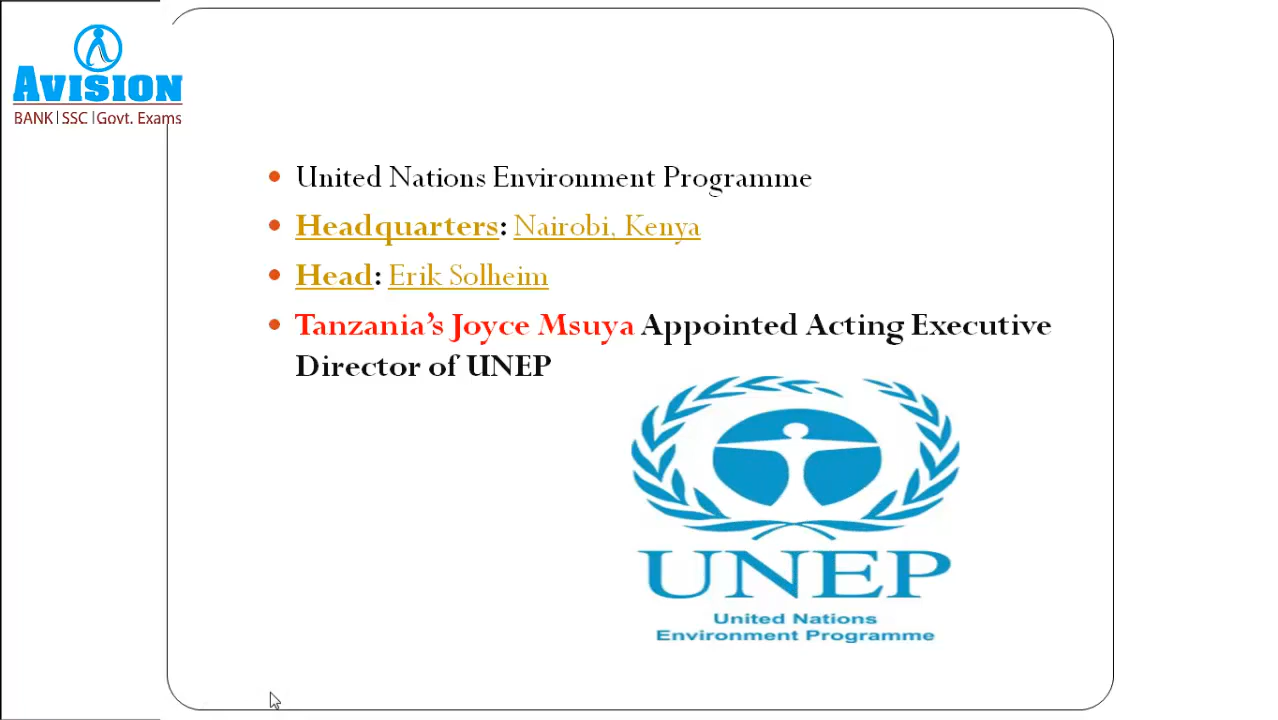 AVISION
BANK|SSC|Govt. Exams
• United Nations Environment Programme
• Headquarters: Nairobi, Kenya
• Head: Erik Solheim
• Tanzania's Joyce Msuya Appointed Acting Executive
Director of UNEP
UNEP
United Nations
Environment Programme